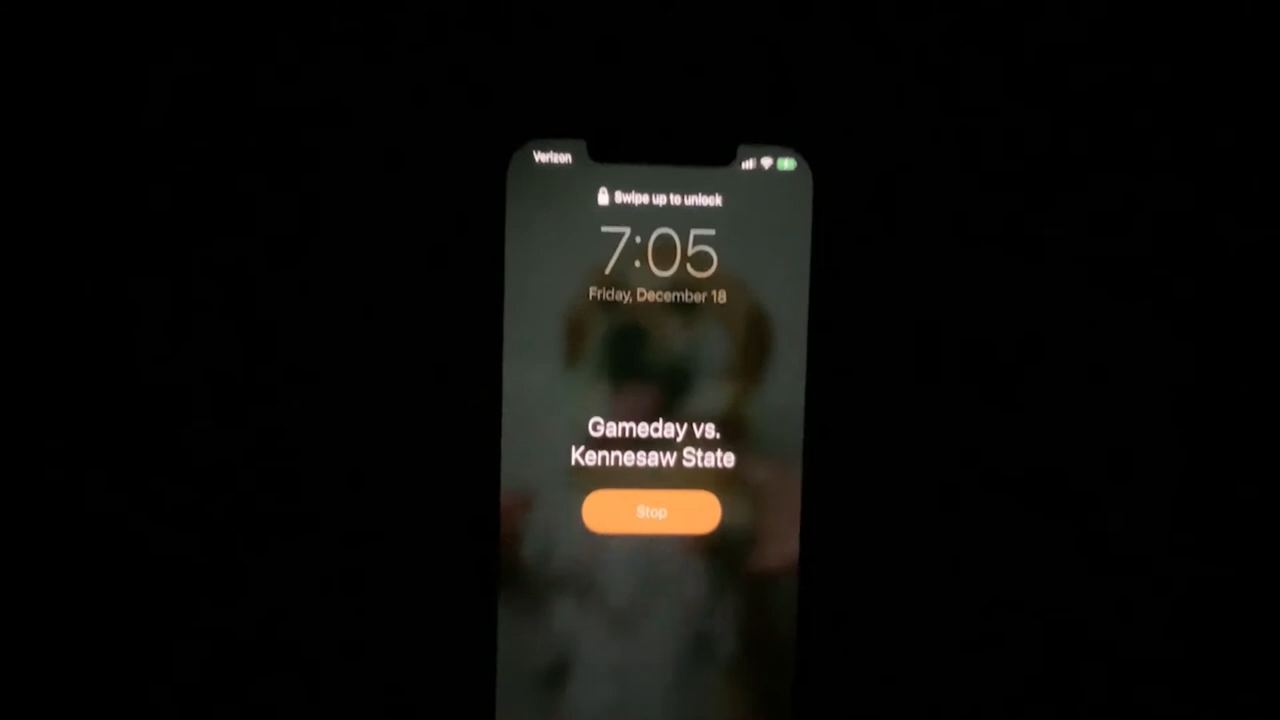 Verizon
Swipe up to unlock
7:05
Friday, December 18
Gameday vs.
Kennesaw State
Stop